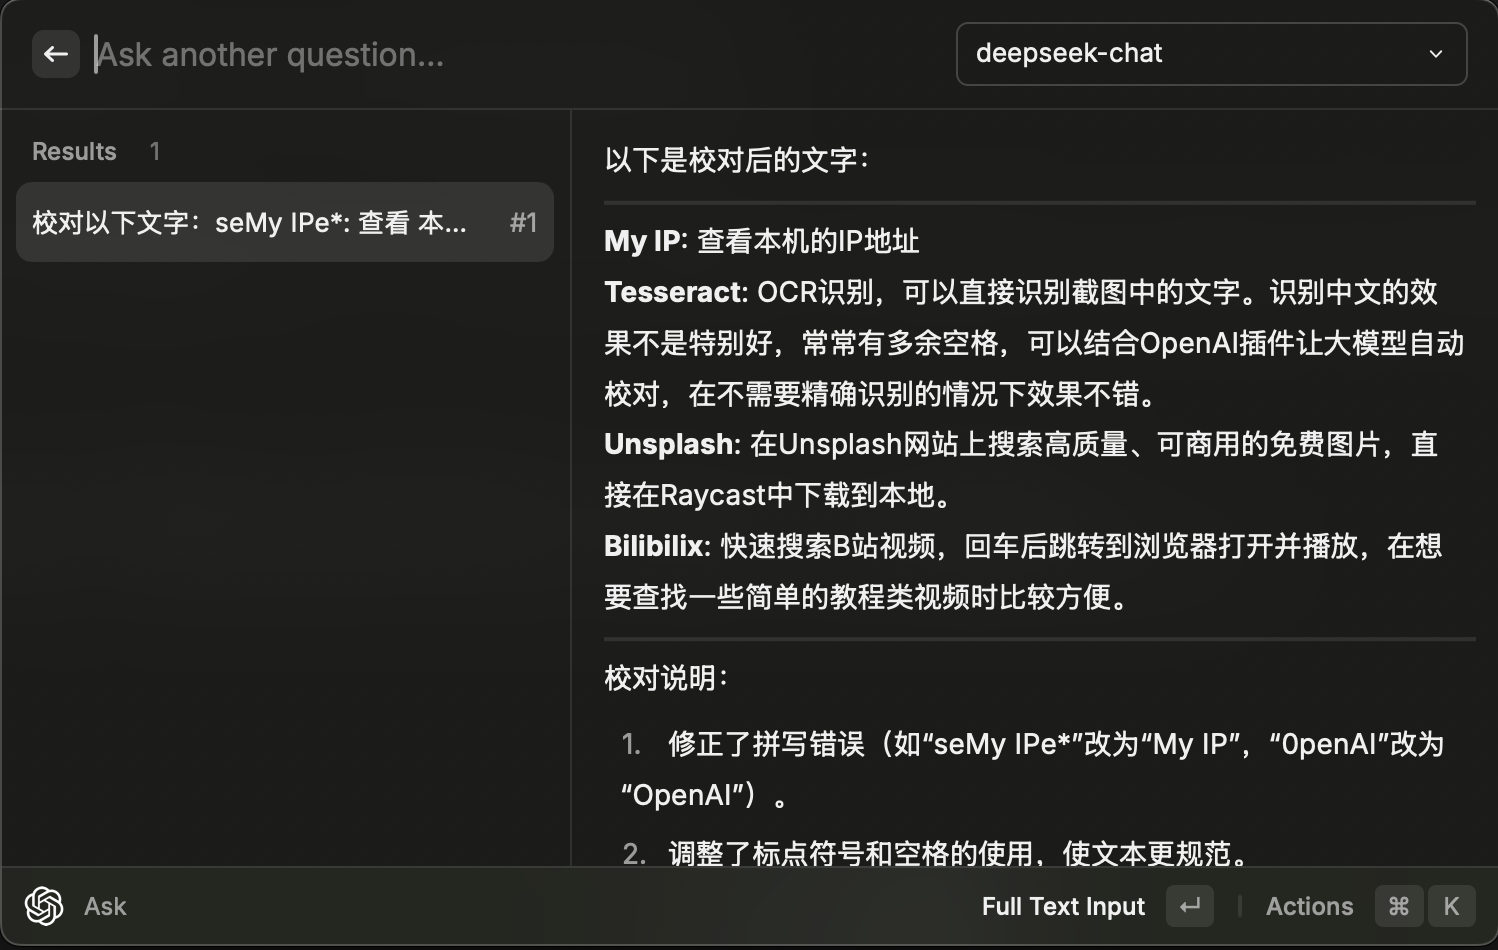 Ask another question...
deepseek-chat
Results 1
校对以下文字：seMy IPe*: 查看 本... #1
以下是校对后的文字：
My IP: 查看本机的IP地址
Tesseract: OCR识别，可以直接识别截图中的文字。识别中文的效
果不是特别好，常常有多余空格，可以结合OpenAI插件让大模型自动
校对，在不需要精确识别的情况下效果不错。
Unsplash: 在Unsplash网站上搜索高质量、可商用的免费图片，直
接在Raycast中下载到本地。
Bilibilix: 快速搜索B站视频，回车后跳转到浏览器打开并播放，在想
要查找一些简单的教程类视频时比较方便。
校对说明：
1. 修正了拼写错误（如“seMy IPe*”改为“My IP”，“0penAI”改为
“OpenAI”）。
2. 调整了标点符号和空格的使用，使文本更规范。
Ask
Full Text Input ↵ Actions ⌘ K